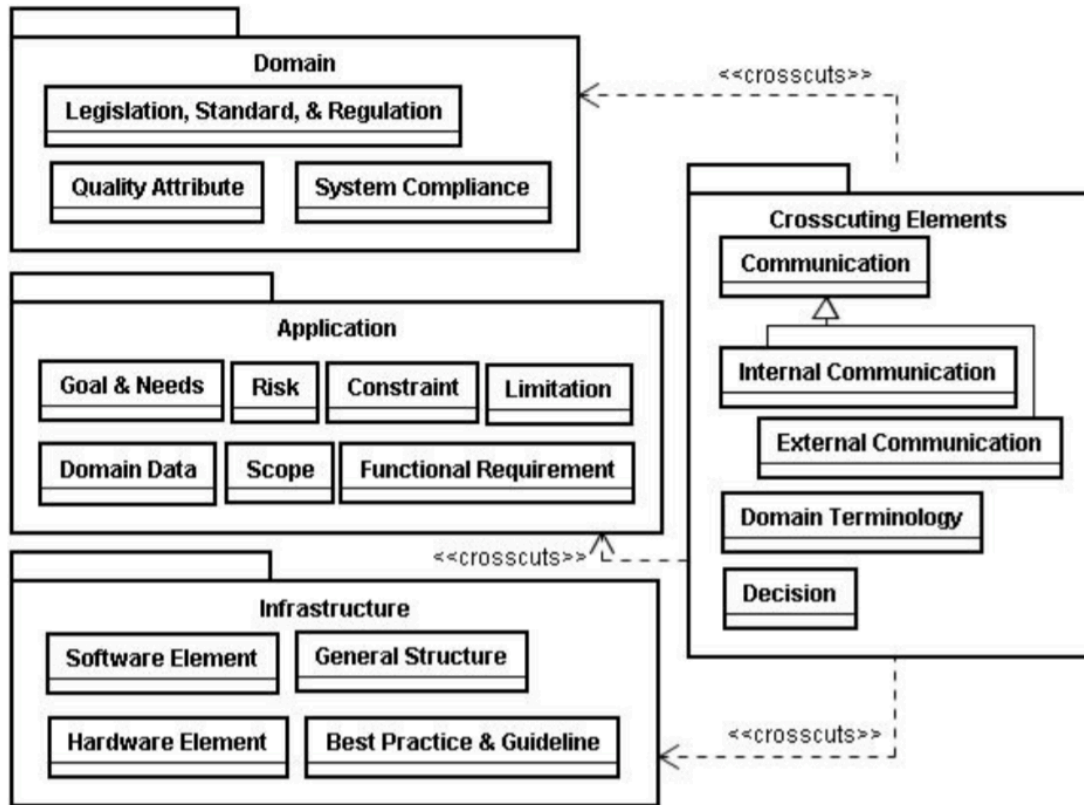 Domain
Legislation, Standard, & Regulation
Quality Attribute
System Compliance
<<crosscuts>>
Application
Goal & Needs
Risk
Constraint
Limitation
Domain Data
Scope
Functional Requirement
<<crosscuts>>
Infrastructure
Software Element
General Structure
Hardware Element
Best Practice & Guideline
<<crosscuts>>
Crosscuting Elements
Communication
Internal Communication
External Communication
Domain Terminology
Decision